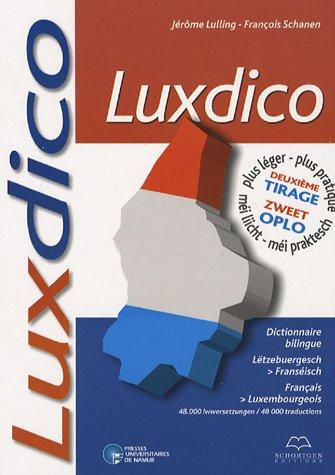 Jérôme Lulling - François Schanen
Luxdico
Luxdico
plus léger - plus pratique
DEUXIÈME
TIRAGE
ZWEET
OPLO
méi liicht - méi praktesch
Dictionnaire
bilingue
Lëtzebuergesch
> Franséisch
Français
> Luxembourgeois
48.000 Iwwersetzungen / 48 000 traductions
PRESSES
UNIVERSITAIRES
DE NAMUR
SCHORTGEN
EDITIONS